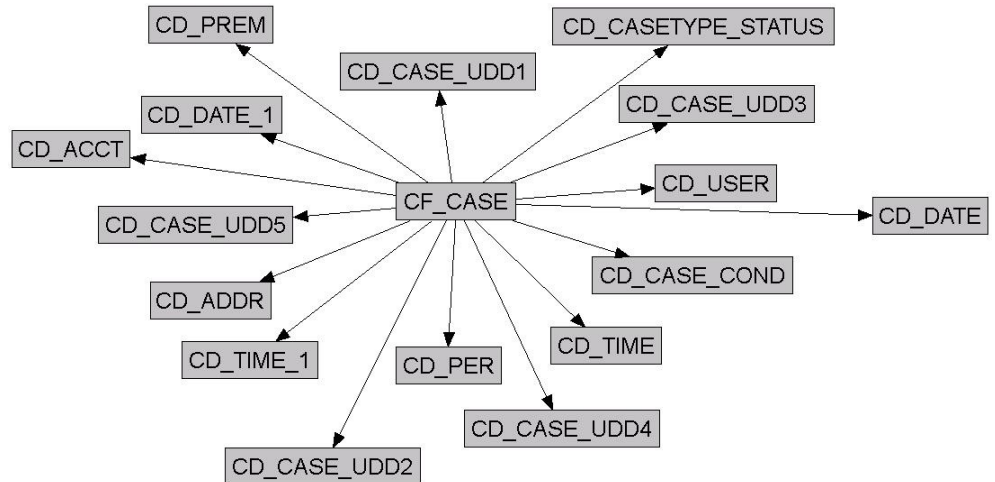 CD_PREM
CD_CASETYPE_STATUS
CD_CASE_UDD1
CD_CASE_UDD3
CD_DATE_1
CD_ACCT
CD_USER
CF_CASE
CD_DATE
CD_CASE_UDD5
CD_CASE_COND
CD_ADDR
CD_TIME
CD_TIME_1
CD_PER
CD_CASE_UDD4
CD_CASE_UDD2